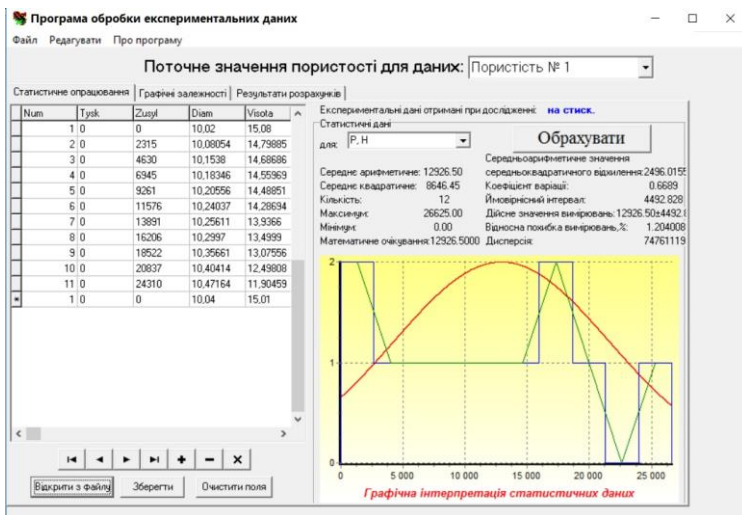 Програма обробки експериментальних даних
Файл Редагувати Про програму
Поточне значення пористості для даних: Пористість № 1
Статистичне опрацювання Графічні залежності Результати розрахунків
Num Tysk Zusyl Diam Visota
1 0 0 10,02 15,08
2 0 2315 10,08054 14,79885
3 0 4630 10,1538 14,68686
4 0 6945 10,18346 14,55969
5 0 9261 10,20556 14,48851
6 0 11576 10,24037 14,28694
7 0 13891 10,25611 13,9366
8 0 16206 10,2997 13,4999
9 0 18522 10,35661 13,07556
10 0 20837 10,40414 12,49808
11 0 24310 10,47164 11,90459
* 1 0 0 10,04 15,01
Відкрити з файлу Зберегти Очистити поля
Експериментальні дані отримані при дослідженні: на стиск.
Статистичні дані
для: P, H
Обрахувати
Середнє арифметичне: 12926.50
Середнє квадратичне: 8646.45
Кількість: 12
Максимум: 26625.00
Мінімум: 0.00
Математичне очікування: 12926.5000
Середньоарифметичне значення
середньоквадратичного відхилення: 2496.0155
Коефіцієнт варіації: 0.6689
Ймовірнісний інтервал: 4492.828
Дійсне значення вимірювань: 12926.50±4492.
Відносна похибка вимірювань,%: 1.204008
Дисперсія: 74761119
2
1
0
0 5 000 10 000 15 000 20 000 25 000
Графічна інтерпретація статистичних даних